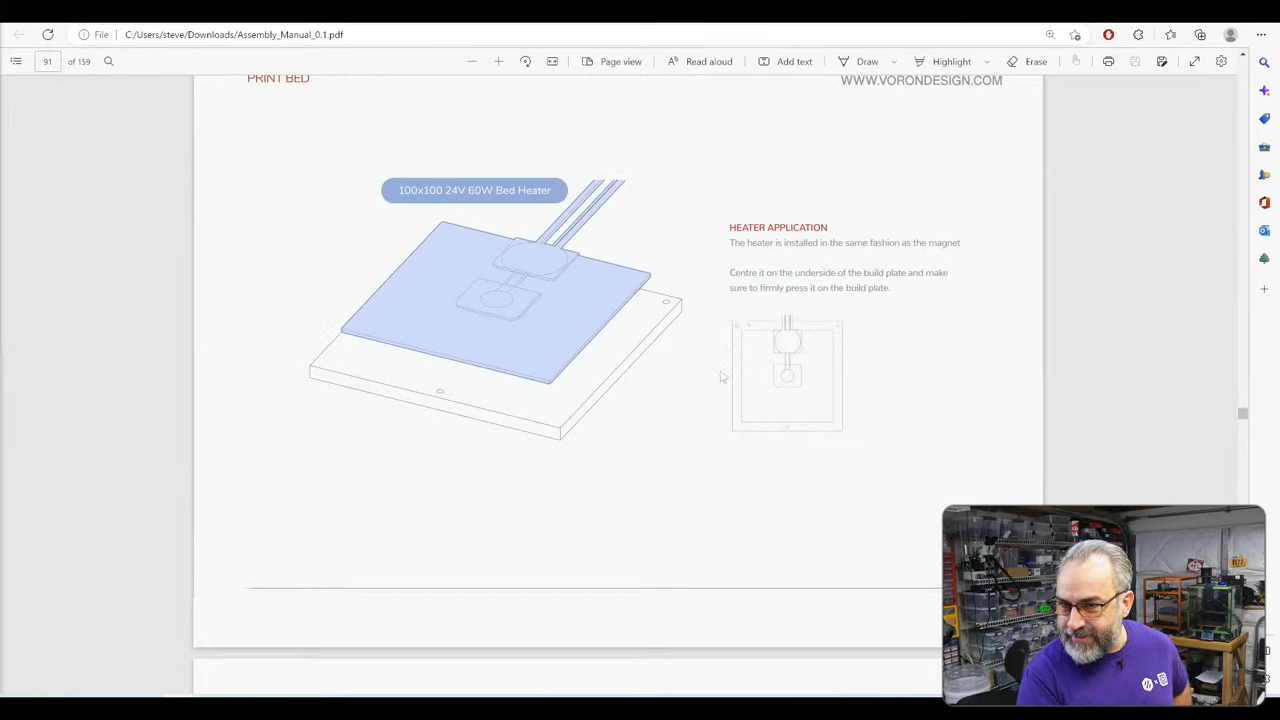 File
C:/Users/steve/Downloads/Assembly_Manual_0.1.pdf
91 of 159
Page view
Read aloud
Add text
Draw
Highlight
Erase
PRINT BED
WWW.VORONDESIGN.COM
100x100 24V 60W Bed Heater
HEATER APPLICATION
The heater is installed in the same fashion as the magnet
Centre it on the underside of the build plate and make
sure to firmly press it on the build plate.